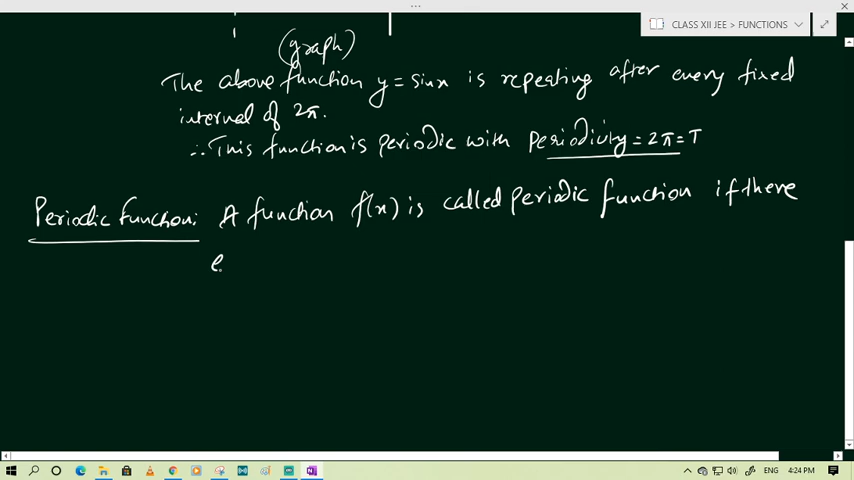 CLASS XII JEE > FUNCTIONS
(graph)
The above function y = sinx is repeating after every fixed
interval of 2π.
∴ This function is periodic with Periodicity = 2π = T
Periodic Function: A function f(x) is called periodic function if there
e
ENG 4:24 PM